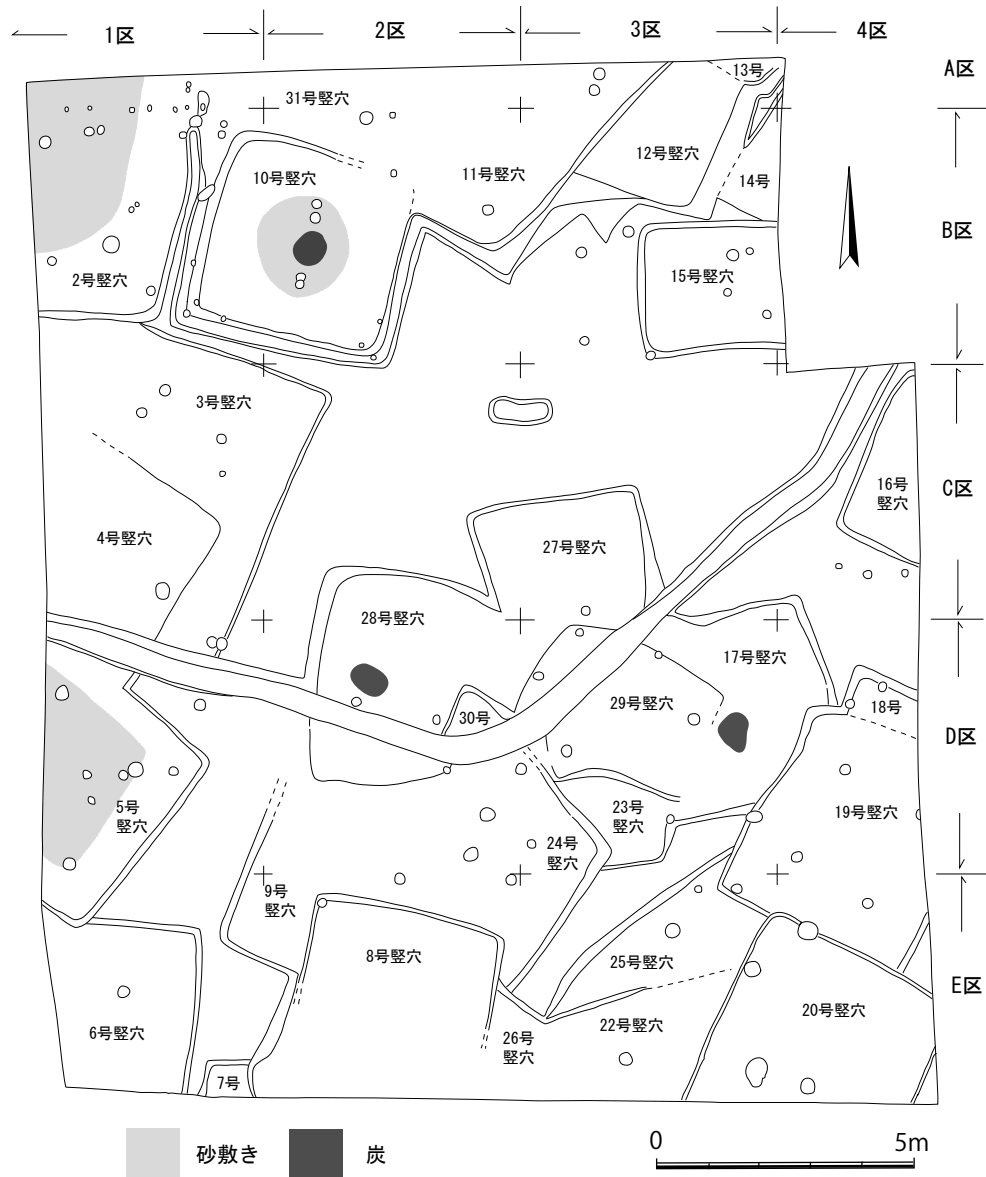 1区
2区
3区
4区
A区
13号
31号竪穴
12号竪穴
11号竪穴
10号竪穴
14号
B区
2号竪穴
15号竪穴
3号竪穴
16号
竪穴
C区
4号竪穴
27号竪穴
28号竪穴
17号竪穴
29号竪穴
18号
30号
D区
5号
竪穴
23号
竪穴
19号竪穴
24号
竪穴
9号
竪穴
8号竪穴
25号竪穴
E区
20号竪穴
22号竪穴
6号竪穴
26号
竪穴
7号
砂敷き
炭
0
5m